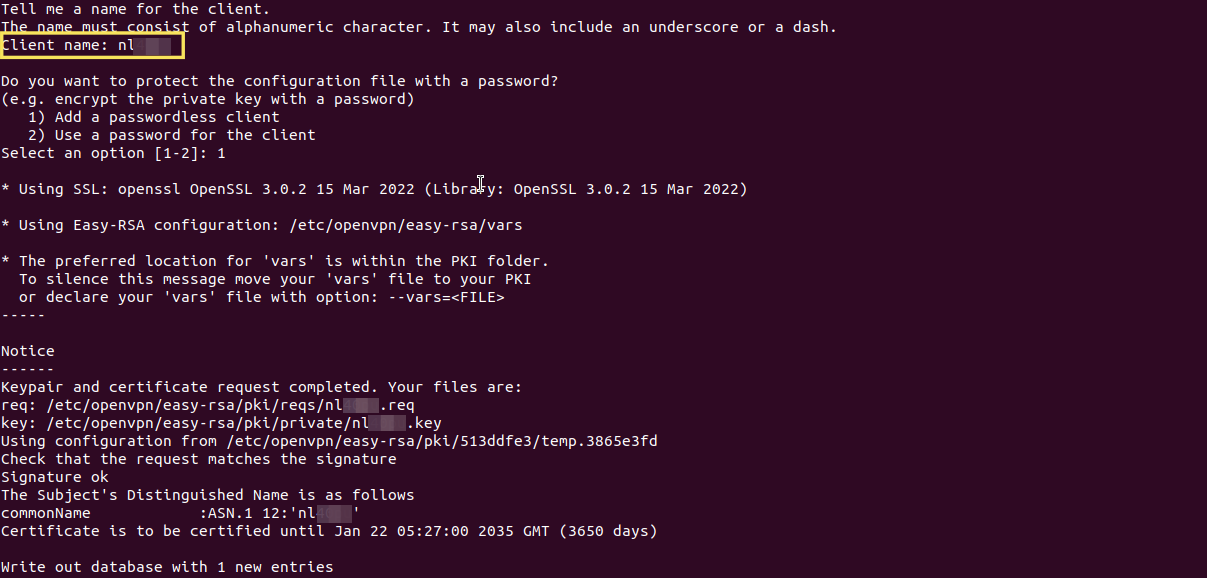 Tell me a name for the client.
The name must consist of alphanumeric character. It may also include an underscore or a dash.
Client name: nl
Do you want to protect the configuration file with a password?
(e.g. encrypt the private key with a password)
1) Add a passwordless client
2) Use a password for the client
Select an option [1-2]: 1
* Using SSL: openssl OpenSSL 3.0.2 15 Mar 2022 (Library: OpenSSL 3.0.2 15 Mar 2022)
* Using Easy-RSA configuration: /etc/openvpn/easy-rsa/vars
* The preferred location for 'vars' is within the PKI folder.
To silence this message move your 'vars' file to your PKI
or declare your 'vars' file with option: --vars=<FILE>
-----
Notice
------
Keypair and certificate request completed. Your files are:
req: /etc/openvpn/easy-rsa/pki/reqs/nl .req
key: /etc/openvpn/easy-rsa/pki/private/nl .key
Using configuration from /etc/openvpn/easy-rsa/pki/513ddfe3/temp.3865e3fd
Check that the request matches the signature
Signature ok
The Subject's Distinguished Name is as follows
commonName :ASN.1 12:'nl '
Certificate is to be certified until Jan 22 05:27:00 2035 GMT (3650 days)
Write out database with 1 new entries